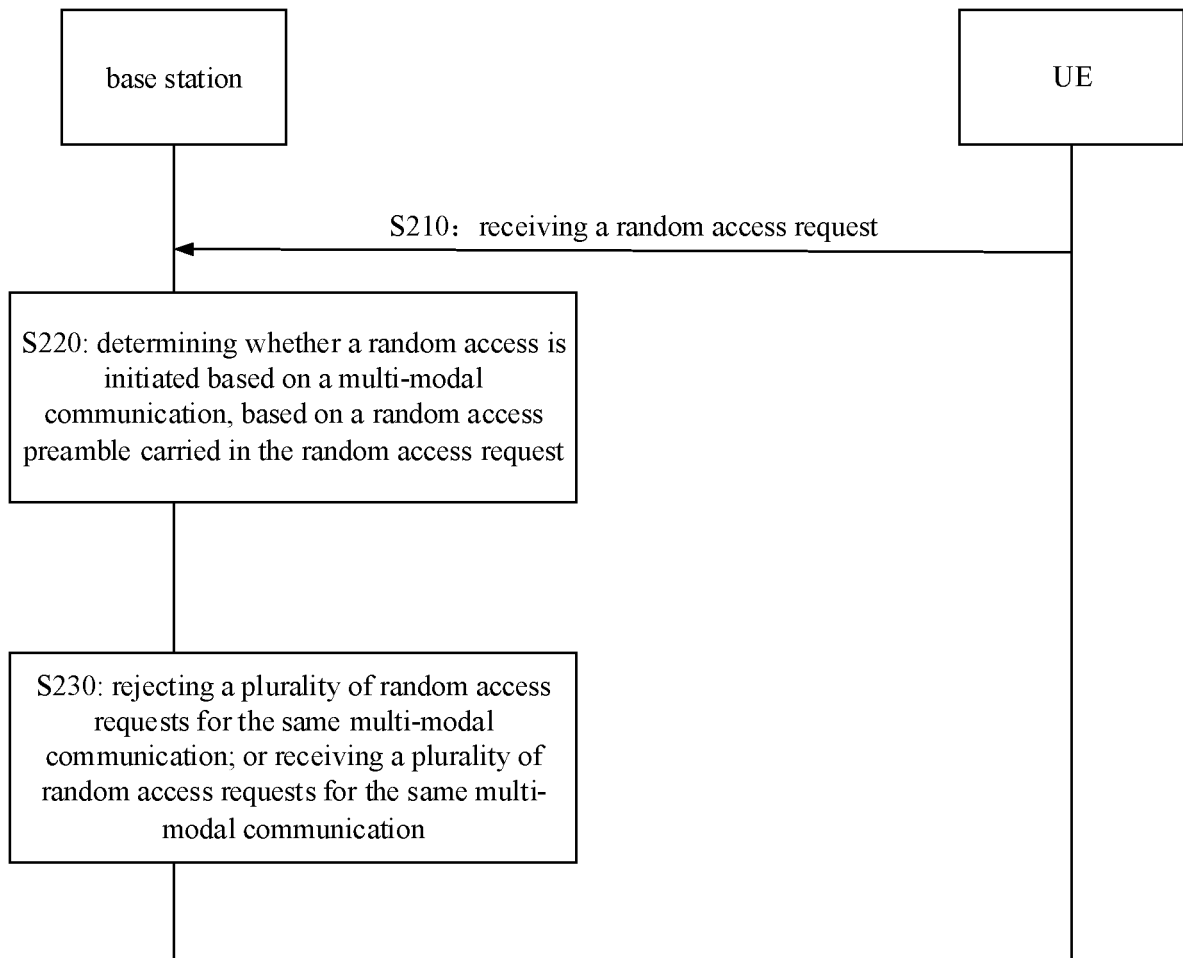 base station
UE
S210：receiving a random access request
S220: determining whether a random access is
initiated based on a multi-modal
communication, based on a random access
preamble carried in the random access request
S230: rejecting a plurality of random access
requests for the same multi-modal
communication; or receiving a plurality of
random access requests for the same multi-
modal communication